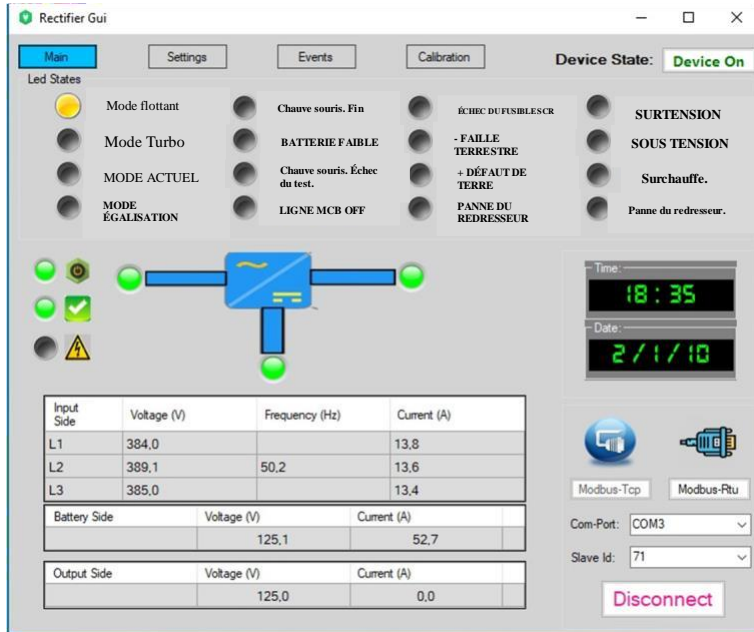 Rectifier Gui
Main
Settings
Events
Calibration
Device State:
Device On
Led States
Mode flottant
Chauve souris. Fin
ÉCHEC DU FUSIBLE SCR
SURTENSION
Mode Turbo
BATTERIE FAIBLE
- FAILLE
TERRESTRE
SOUS TENSION
MODE ACTUEL
Chauve souris. Échec
du test.
+ DÉFAUT DE
TERRE
Surchauffe.
MODE
ÉGALISATION
LIGNE MCB OFF
PANNE DU
REDRESSEUR
Panne du redresseur.
Time:
18:35
Date:
2/1/10
Input
Side
Voltage (V)
Frequency (Hz)
Current (A)
L1
384,0
13,8
L2
389,1
50,2
13,6
L3
385,0
13,4
Battery Side
Voltage (V)
Current (A)
125,1
52,7
Output Side
Voltage (V)
Current (A)
125,0
0,0
Modbus-Tcp
Modbus-Rtu
Com-Port:
COM3
Slave Id:
71
Disconnect